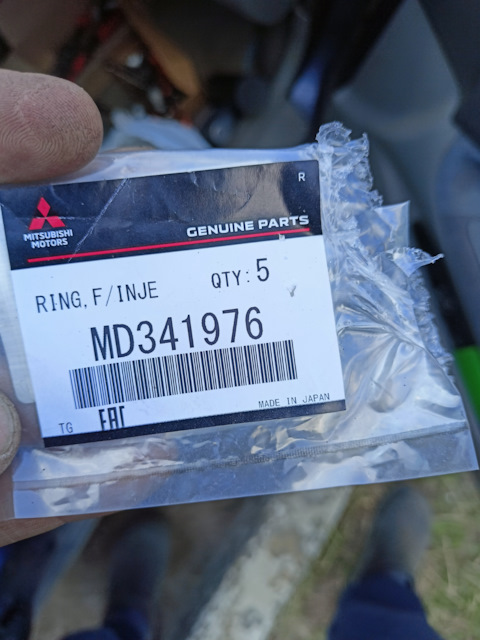 R
MITSUBISHI
MOTORS
GENUINE PARTS
RING, F/INJE QTY: 5
MD341976
EAC
TG MADE IN JAPAN